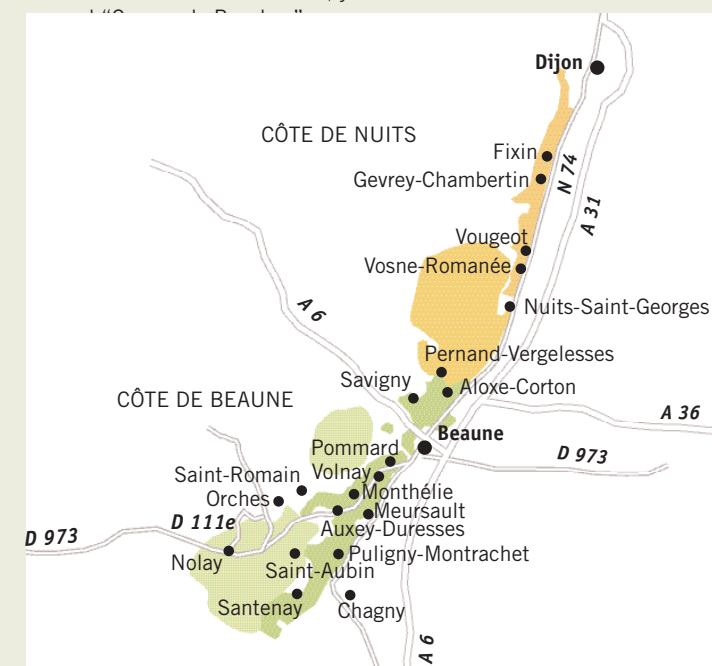 Dijon
CÔTE DE NUITS
Fixin
N 74
Gevrey-Chambertin
A 31
Vougeot
Vosne-Romanée
A 6
Nuits-Saint-Georges
Pernand-Vergelesses
Savigny
Aloxe-Corton
CÔTE DE BEAUNE
A 36
Beaune
Pommard
D 973
Volnay
Saint-Romain
Monthélie
Orches
Meursault
D 111e
Auxey-Duresses
D 973
Puligny-Montrachet
Nolay
Saint-Aubin
Santenay
Chagny
A 6